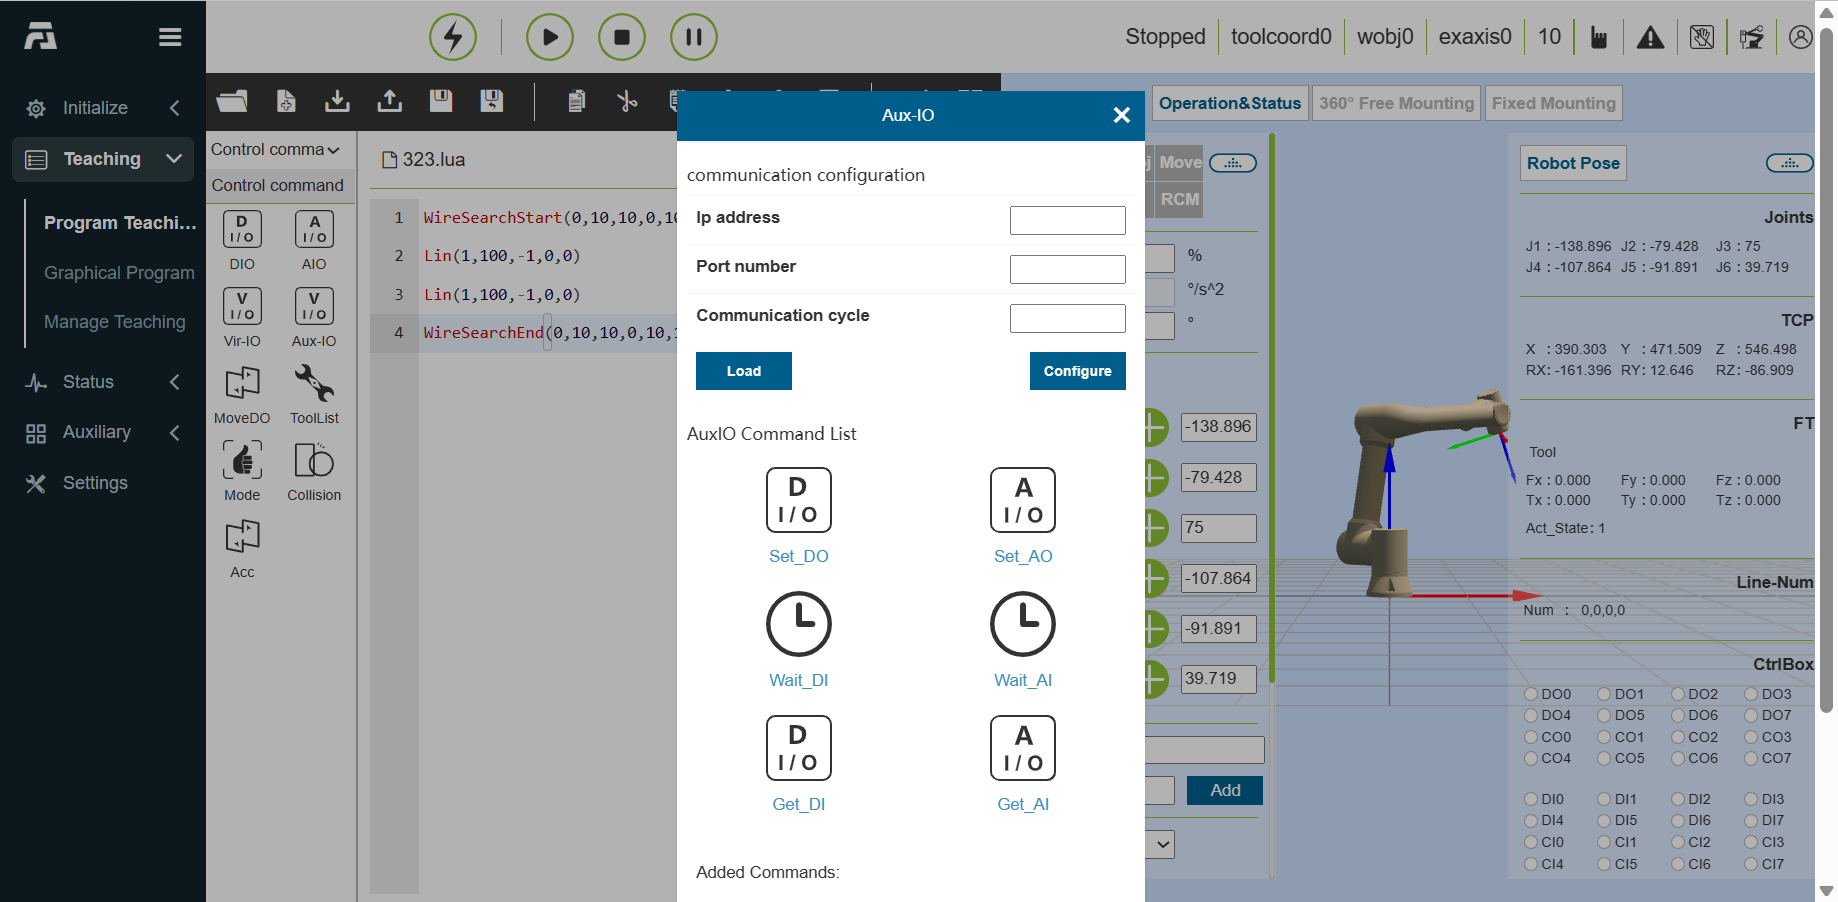 Stopped
toolcoord0
wobj0
exaxis0
10
Initialize
Teaching
Program Teachi...
Graphical Program
Manage Teaching
Status
Auxiliary
Settings
Control comma
Control command
D I/O
DIO
A I/O
AIO
V I/O
Vir-IO
V I/O
Aux-IO
MoveDO
ToolList
Mode
Collision
Acc
323.lua
1 WireSearchStart(0,10,10,0,10
2 Lin(1,100,-1,0,0)
3 Lin(1,100,-1,0,0)
4 WireSearchEnd(0,10,10,0,10,
Aux-IO
communication configuration
Ip address
Port number
Communication cycle
Load
Configure
AuxIO Command List
D I/O
Set_DO
A I/O
Set_AO
Wait_DI
Wait_AI
D I/O
Get_DI
A I/O
Get_AI
Added Commands:
Operation&Status
360° Free Mounting
Fixed Mounting
Move
RCM
%
°/s^2
°
-138.896
-79.428
75
-107.864
-91.891
39.719
Add
Robot Pose
Joints
J1 : -138.896 J2 : -79.428 J3 : 75
J4 : -107.864 J5 : -91.891 J6 : 39.719
TCP
X : 390.303 Y : 471.509 Z : 546.498
RX: -161.396 RY: 12.646 RZ: -86.909
FT
Tool
Fx : 0.000 Fy : 0.000 Fz : 0.000
Tx : 0.000 Ty : 0.000 Tz : 0.000
Act_State: 1
Line-Num
Num : 0,0,0,0
CtrlBox
DO0 DO1 DO2 DO3
DO4 DO5 DO6 DO7
CO0 CO1 CO2 CO3
CO4 CO5 CO6 CO7
DI0 DI1 DI2 DI3
DI4 DI5 DI6 DI7
CI0 CI1 CI2 CI3
CI4 CI5 CI6 CI7